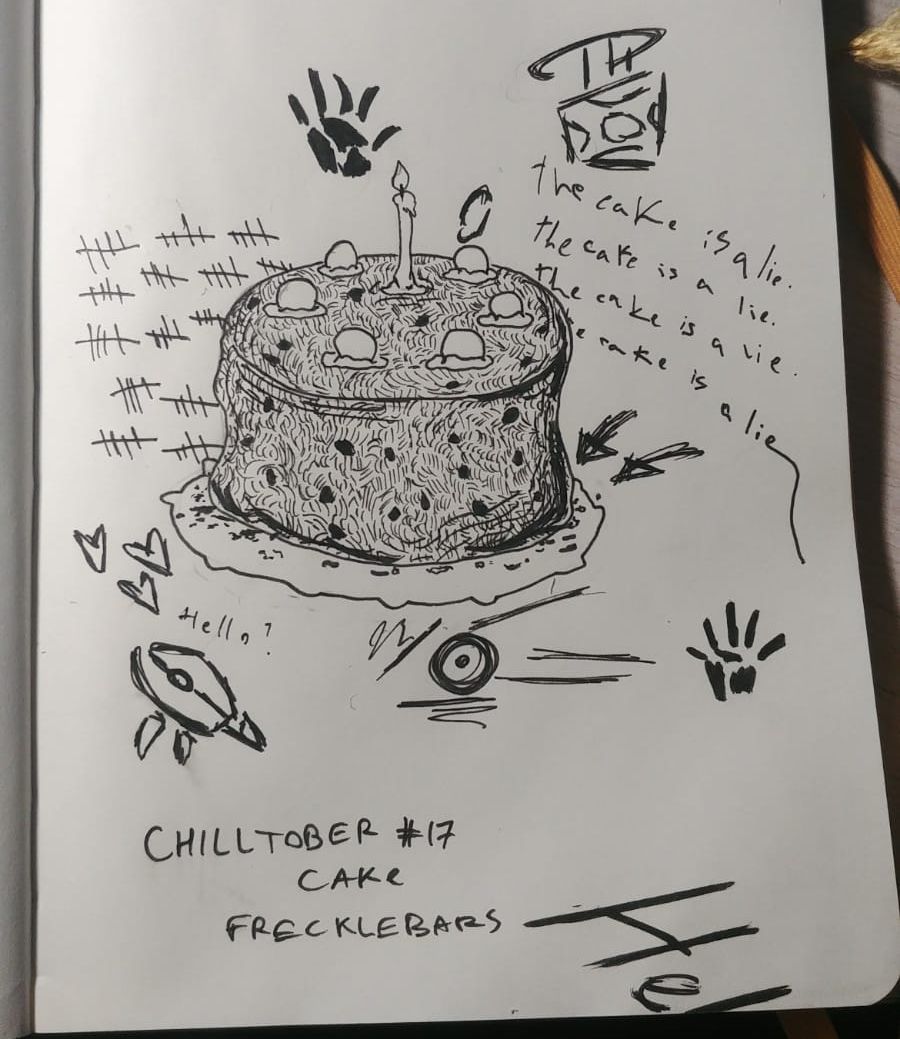 the cake is a lie.
the cake is a lie.
the cake is a lie.
e cake is a lie
Hello?
CHILLTOBER #17
CAKE
FRECKLEBARS